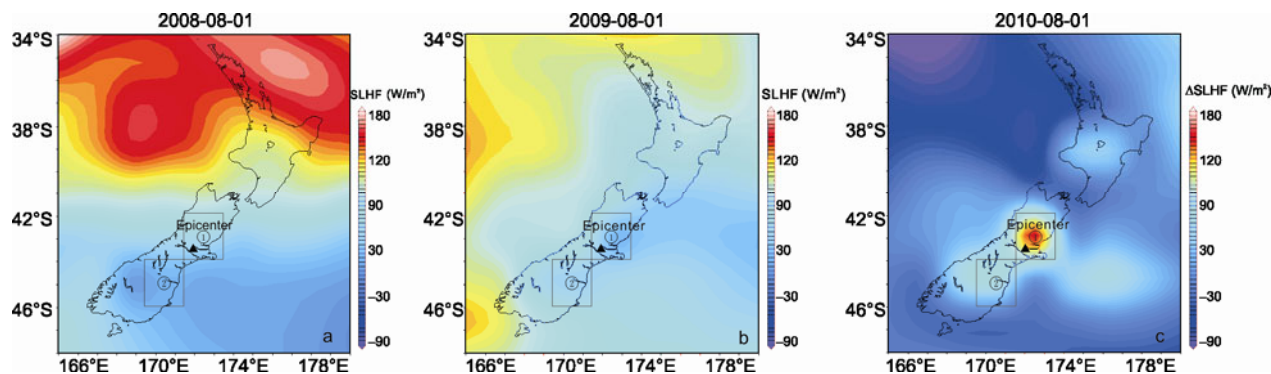 2008-08-01
34°S
38°S
42°S
46°S
166°E 170°E 174°E 178°E
Epicenter
1
2
a
SLHF (W/m²)
180
120
90
30
−30
−90
2009-08-01
34°S
38°S
42°S
46°S
166°E 170°E 174°E 178°E
Epicenter
1
2
b
SLHF (W/m²)
180
120
90
30
−30
−90
2010-08-01
34°S
38°S
42°S
46°S
166°E 170°E 174°E 178°E
Epicenter
1
2
c
ΔSLHF (W/m²)
180
120
90
30
−30
−90